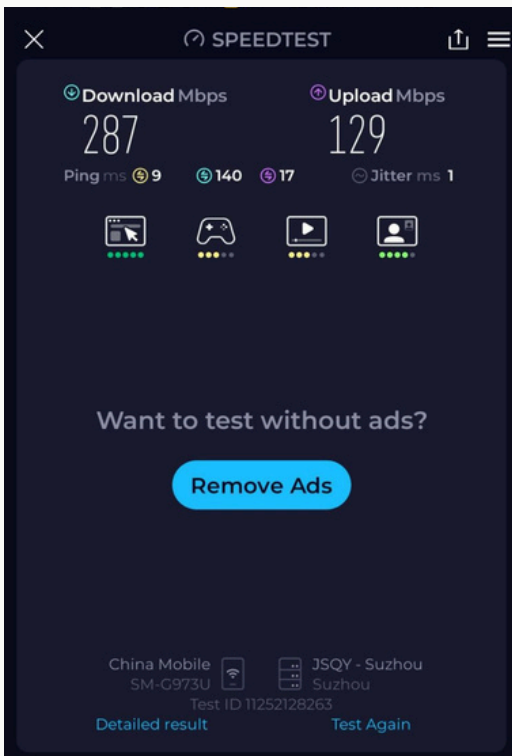 SPEEDTEST
Download Mbps Upload Mbps
287 129
Ping ms 9 140 17 Jitter ms 1
Want to test without ads?
Remove Ads
China Mobile JSQY - Suzhou
SM-G973U Suzhou
Test ID 11252128263
Detailed result Test Again